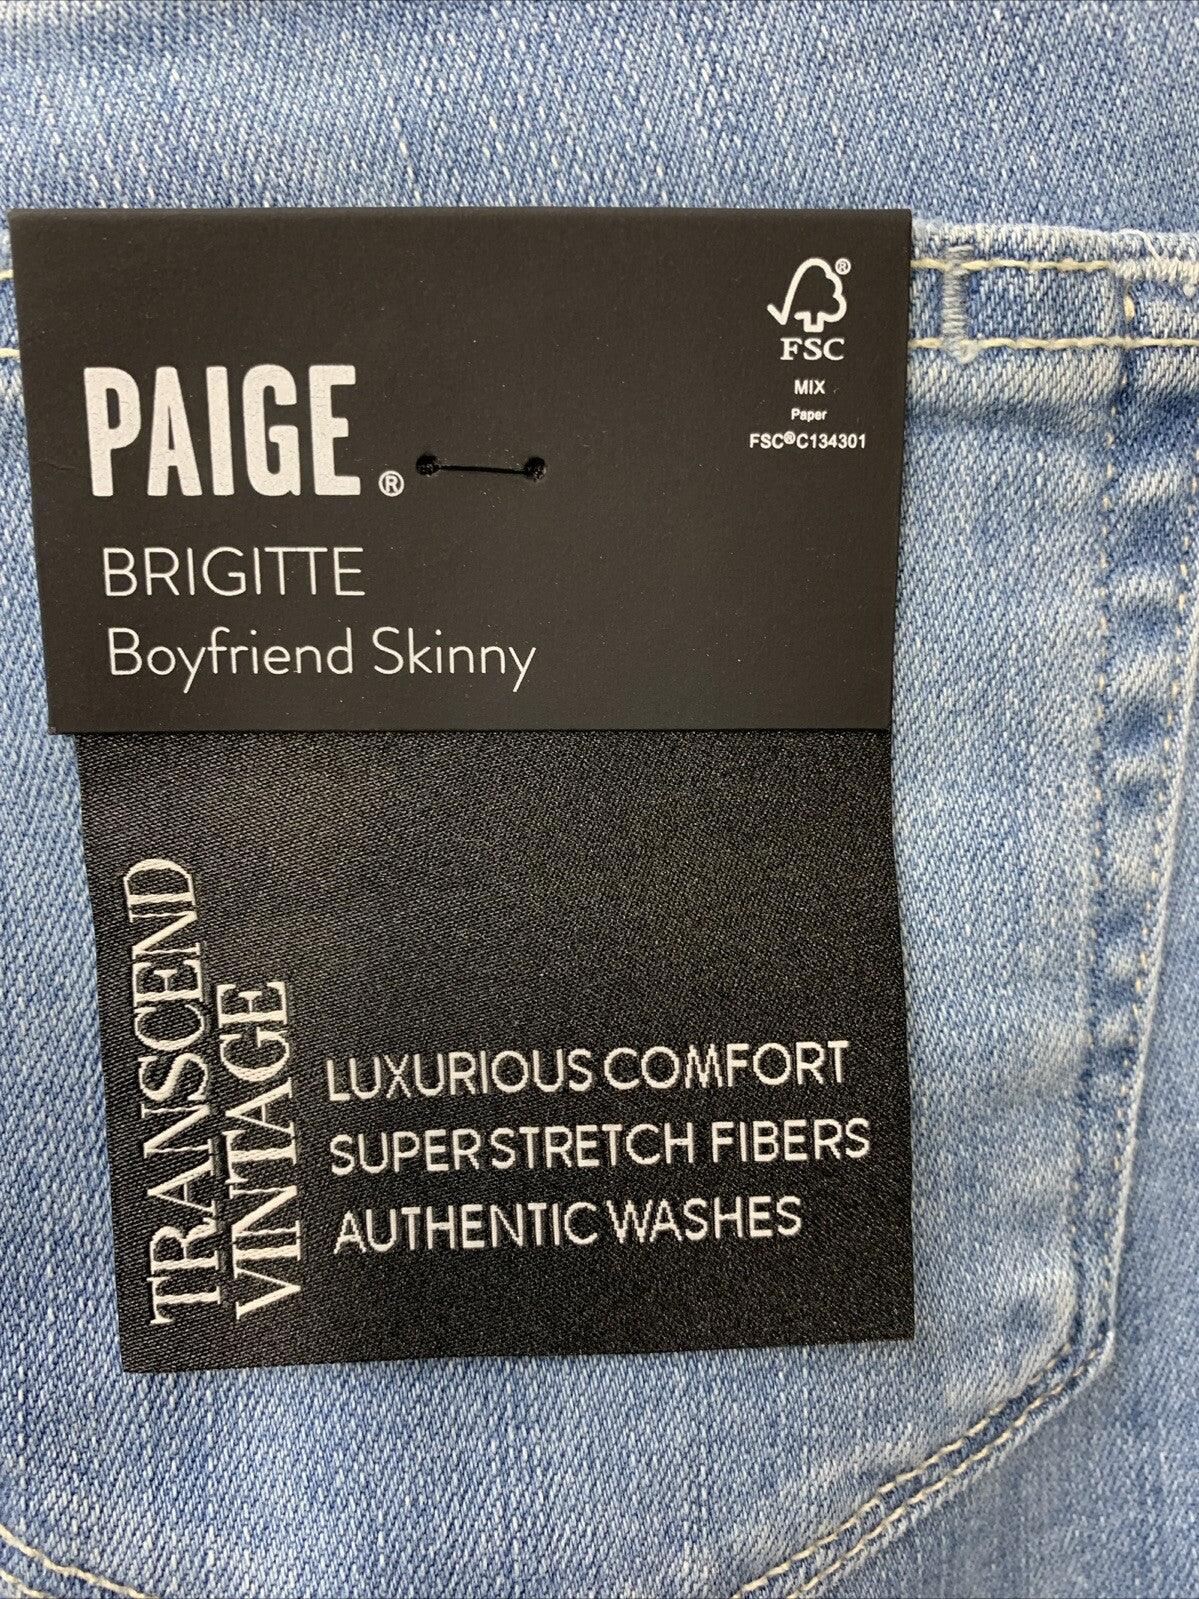 PAIGE®
BRIGITTE
Boyfriend Skinny
®
FSC
MIX
Paper
FSC®C134301
TRANSCEND
VINTAGE
LUXURIOUS COMFORT
SUPER STRETCH FIBERS
AUTHENTIC WASHES